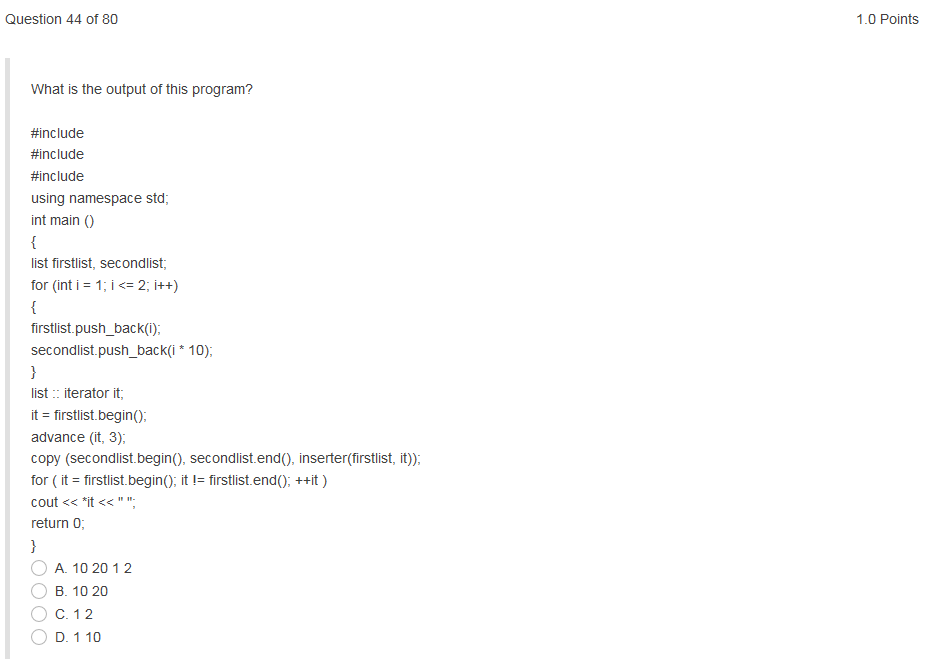 Question 44 of 80
1.0 Points
What is the output of this program?
#include
#include
#include
using namespace std;
int main ()
{
list firstlist, secondlist;
for (int i = 1; i <= 2; i++)
{
firstlist.push_back(i);
secondlist.push_back(i * 10);
}
list :: iterator it;
it = firstlist.begin();
advance (it, 3);
copy (secondlist.begin(), secondlist.end(), inserter(firstlist, it));
for ( it = firstlist.begin(); it != firstlist.end(); ++it )
cout << *it << " ";
return 0;
}
A. 10 20 1 2
B. 10 20
C. 1 2
D. 1 10